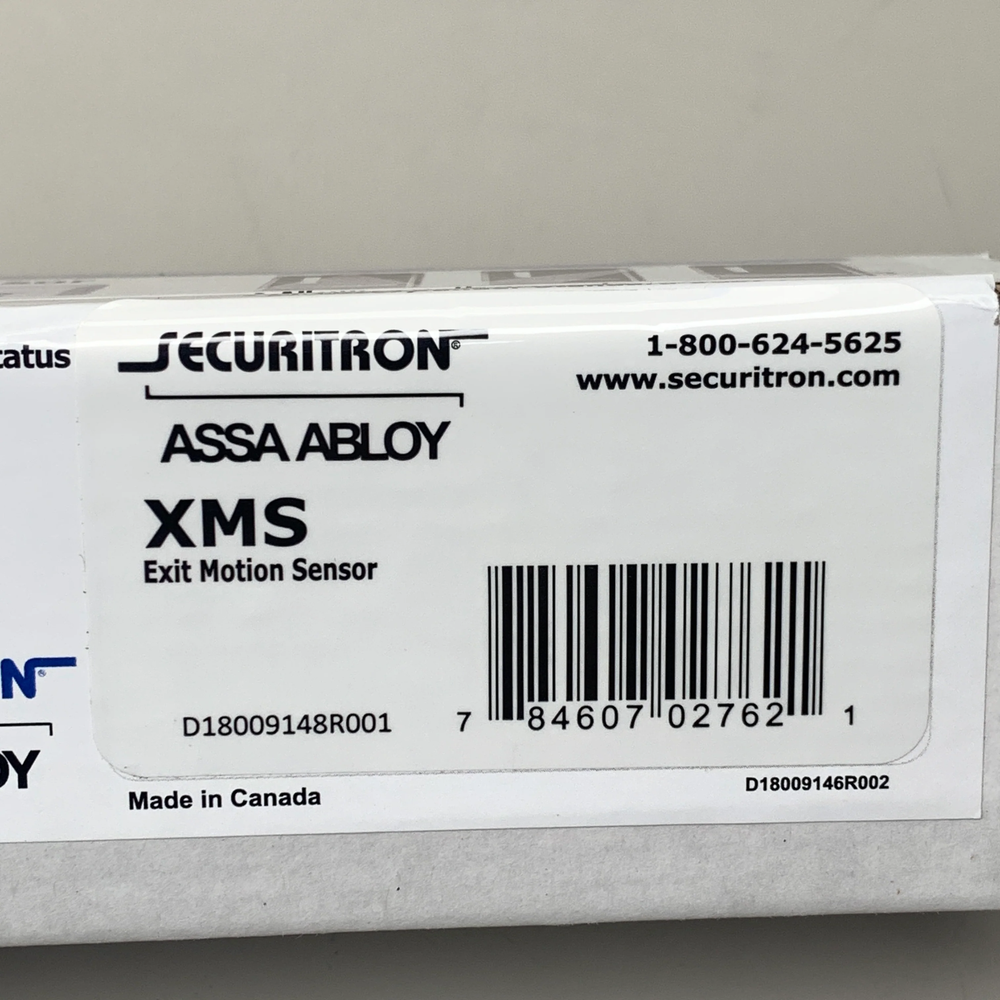 SECURITRON®
ASSA ABLOY
1-800-624-5625
www.securitron.com
XMS
Exit Motion Sensor
D18009148R001
7 84607 02762 1
Made in Canada
D18009146R002